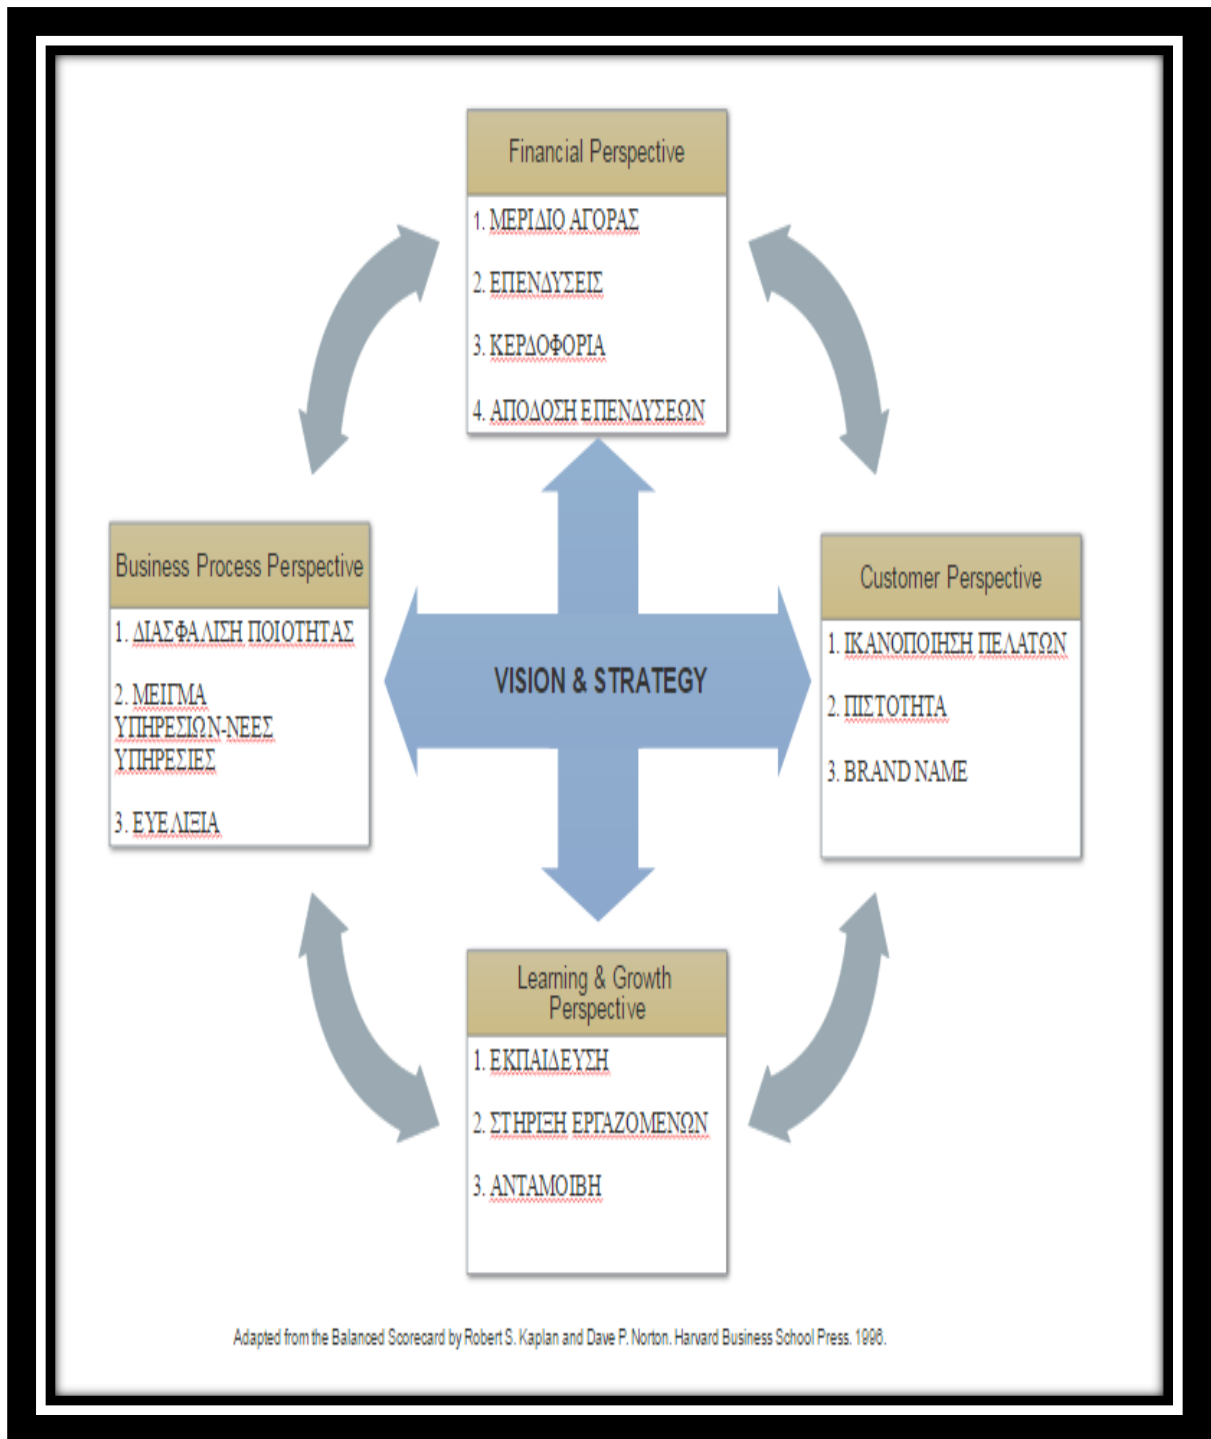 Financial Perspective
1. ΜΕΡΙΔΙΟ ΑΓΟΡΑΣ
2. ΕΠΕΝΔΥΣΕΙΣ
3. ΚΕΡΔΟΦΟΡΙΑ
4. ΑΠΟΔΟΣΗ ΕΠΕΝΔΥΣΕΩΝ
Business Process Perspective
1. ΔΙΑΣΦΑΛΙΣΗ ΠΟΙΟΤΗΤΑΣ
2. ΜΕΙΓΜΑ
ΥΠΗΡΕΣΙΩΝ-ΝΕΕΣ
ΥΠΗΡΕΣΙΕΣ
3. ΕΥΕΛΙΞΙΑ
VISION & STRATEGY
Customer Perspective
1. ΙΚΑΝΟΠΟΙΗΣΗ ΠΕΛΑΤΩΝ
2. ΠΙΣΤΟΤΗΤΑ
3. BRAND NAME
Learning & Growth
Perspective
1. ΕΚΠΑΙΔΕΥΣΗ
2. ΣΤΗΡΙΞΗ ΕΡΓΑΖΟΜΕΝΩΝ
3. ΑΝΤΑΜΟΙΒΗ
Adapted from the Balanced Scorecard by Robert S. Kaplan and Dave P. Norton. Harvard Business School Press. 1996.